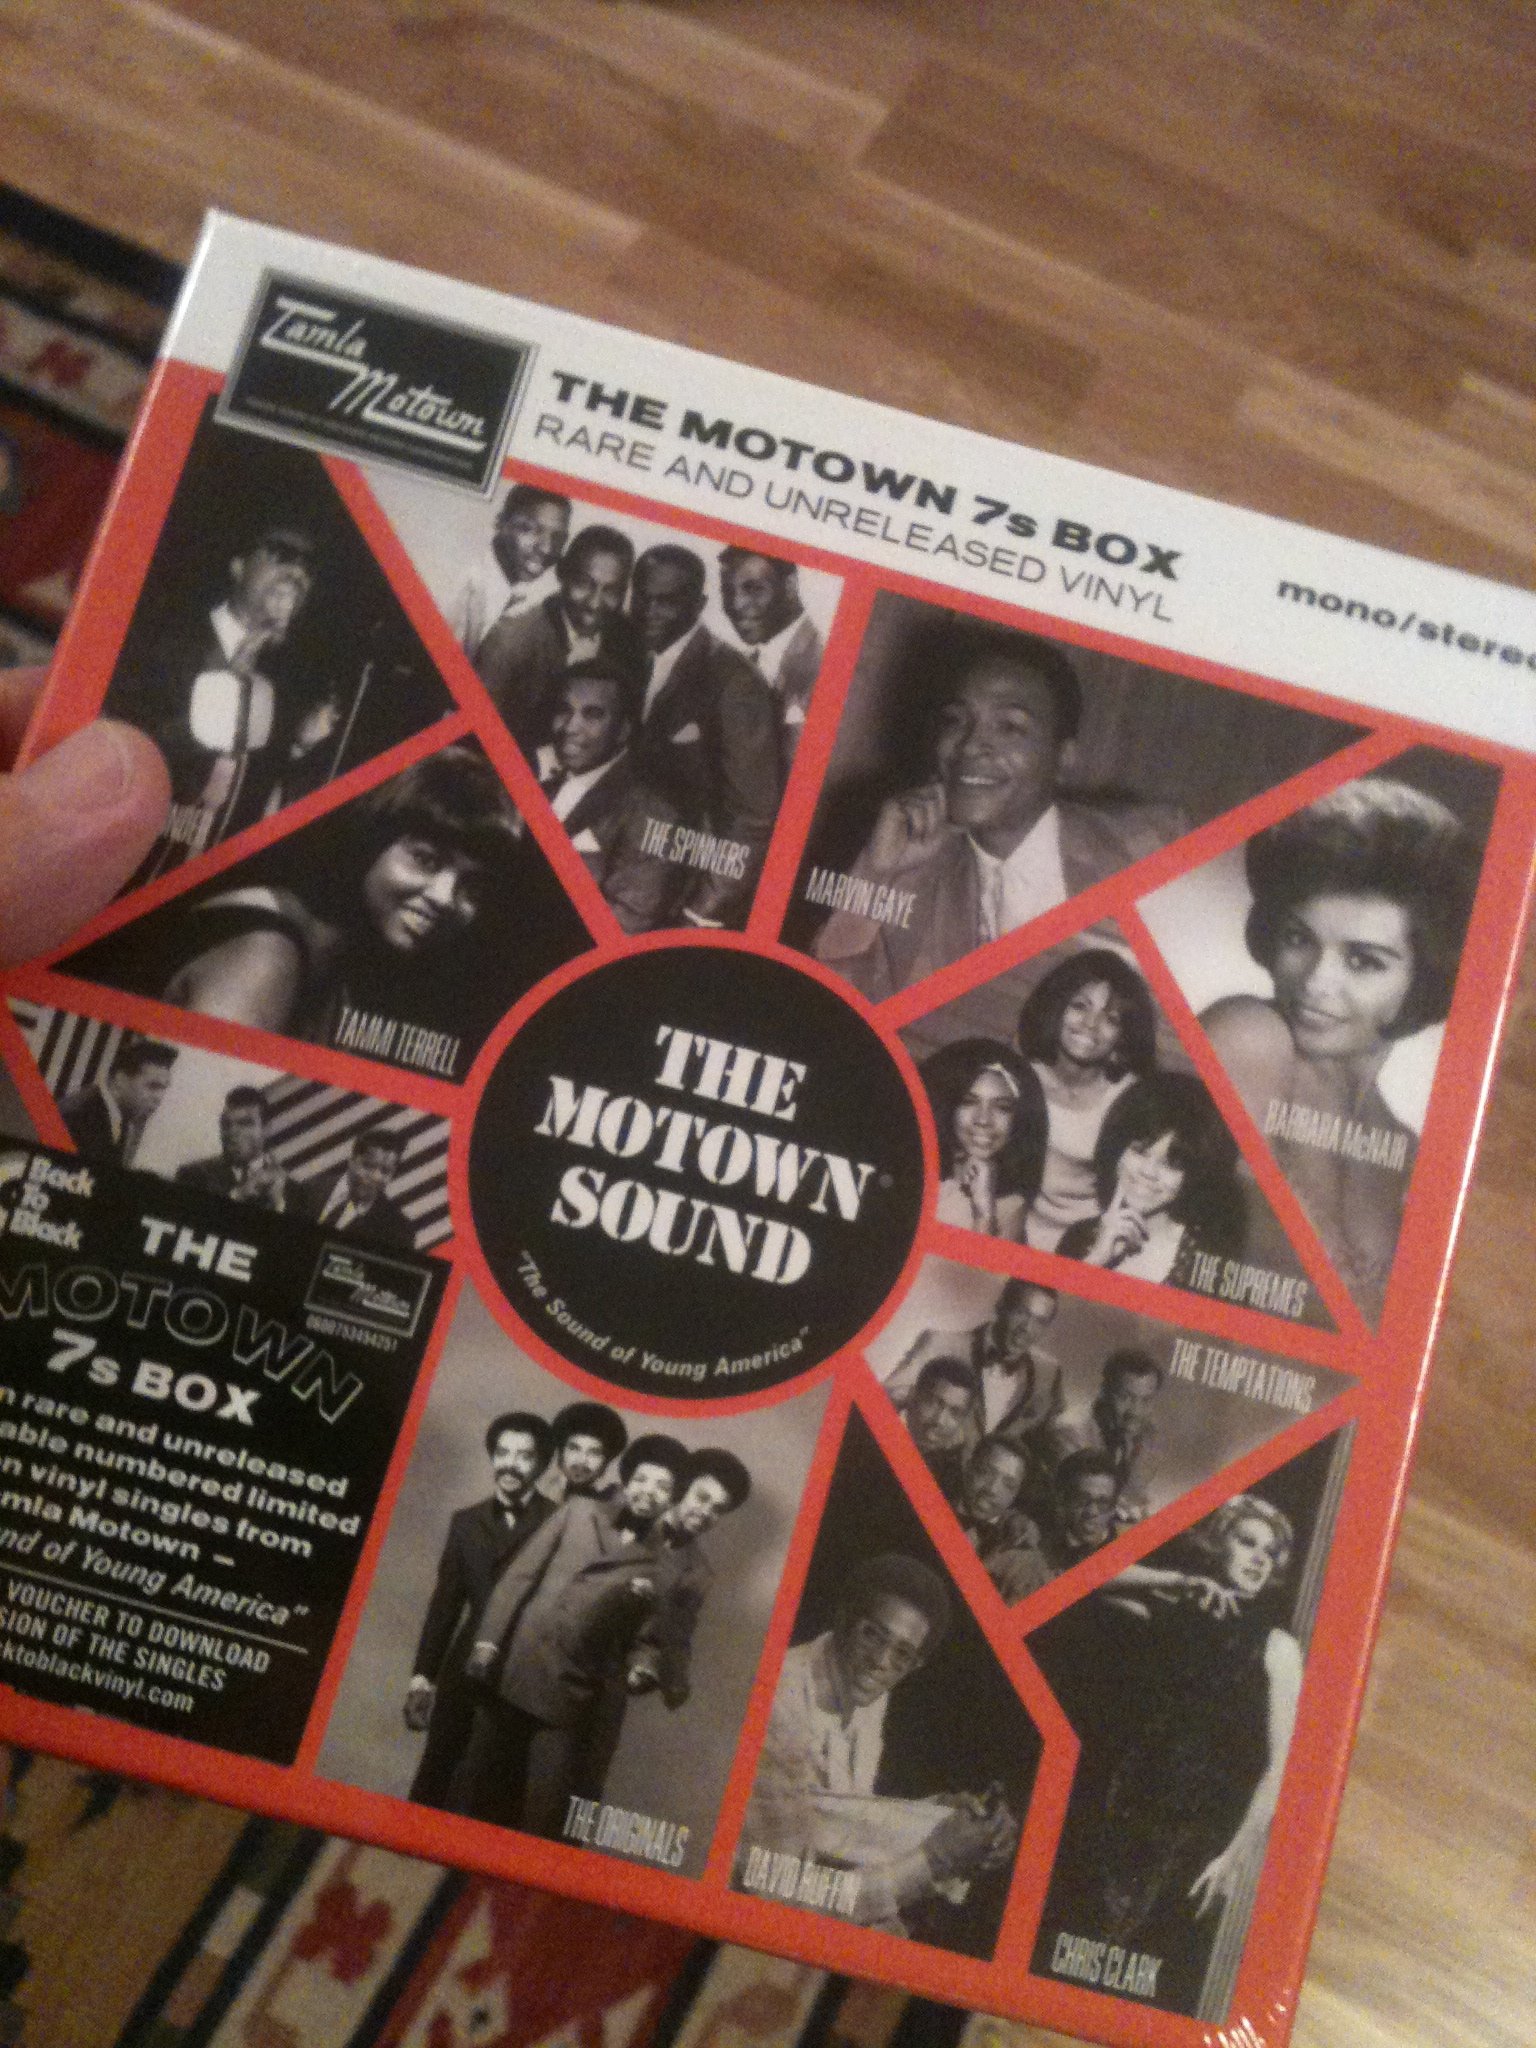 Tamla
Motown
THE MOTOWN 7s BOX
RARE AND UNRELEASED VINYL
mono/stereo
THE SPINNERS
MARVIN GAYE
TAMMI TERRELL
BARBARA McNAIR
THE SUPREMES
THE
MOTOWN
SOUND
"The Sound of Young America"
THE TEMPTATIONS
Back
To
Black
THE
MOTOWN
7s BOX
Tamla
Motown
rare and unreleased
numbered limited
vinyl singles from
Motown –
of Young America"
VOUCHER TO DOWNLOAD
OF THE SINGLES
THE ORIGINALS
DAVID RUFFIN
CHRIS CLARK